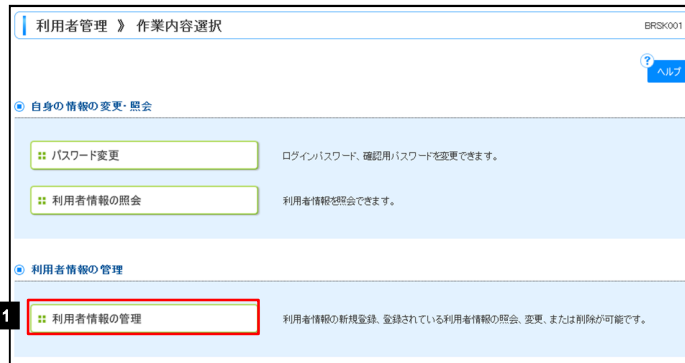 利用者管理 》 作業内容選択
BRSK001
?
ヘルプ
自身の情報の変更・照会
パスワード変更
ログインパスワード、確認用パスワードを変更できます。
利用者情報の照会
利用者情報を照会できます。
利用者情報の管理
1
利用者情報の管理
利用者情報の新規登録、登録されている利用者情報の照会、変更、または削除が可能です。